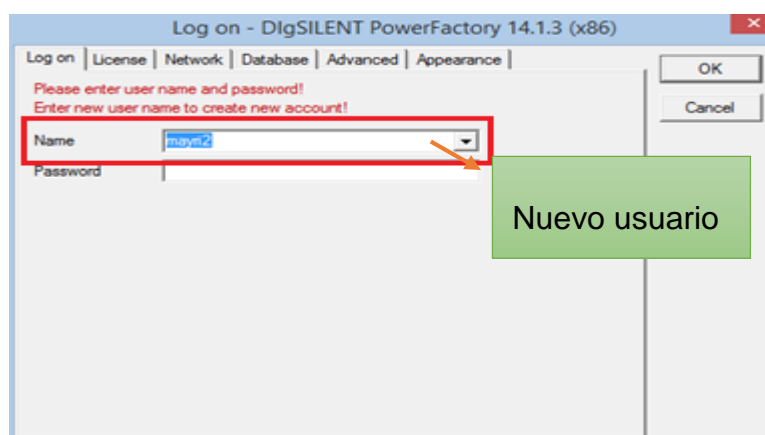 Log on - DIgSILENT PowerFactory 14.1.3 (x86)
Log on License Network Database Advanced Appearance
OK
Please enter user name and password!
Enter new user name to create new account!
Cancel
Name mayri2
Password
Nuevo usuario